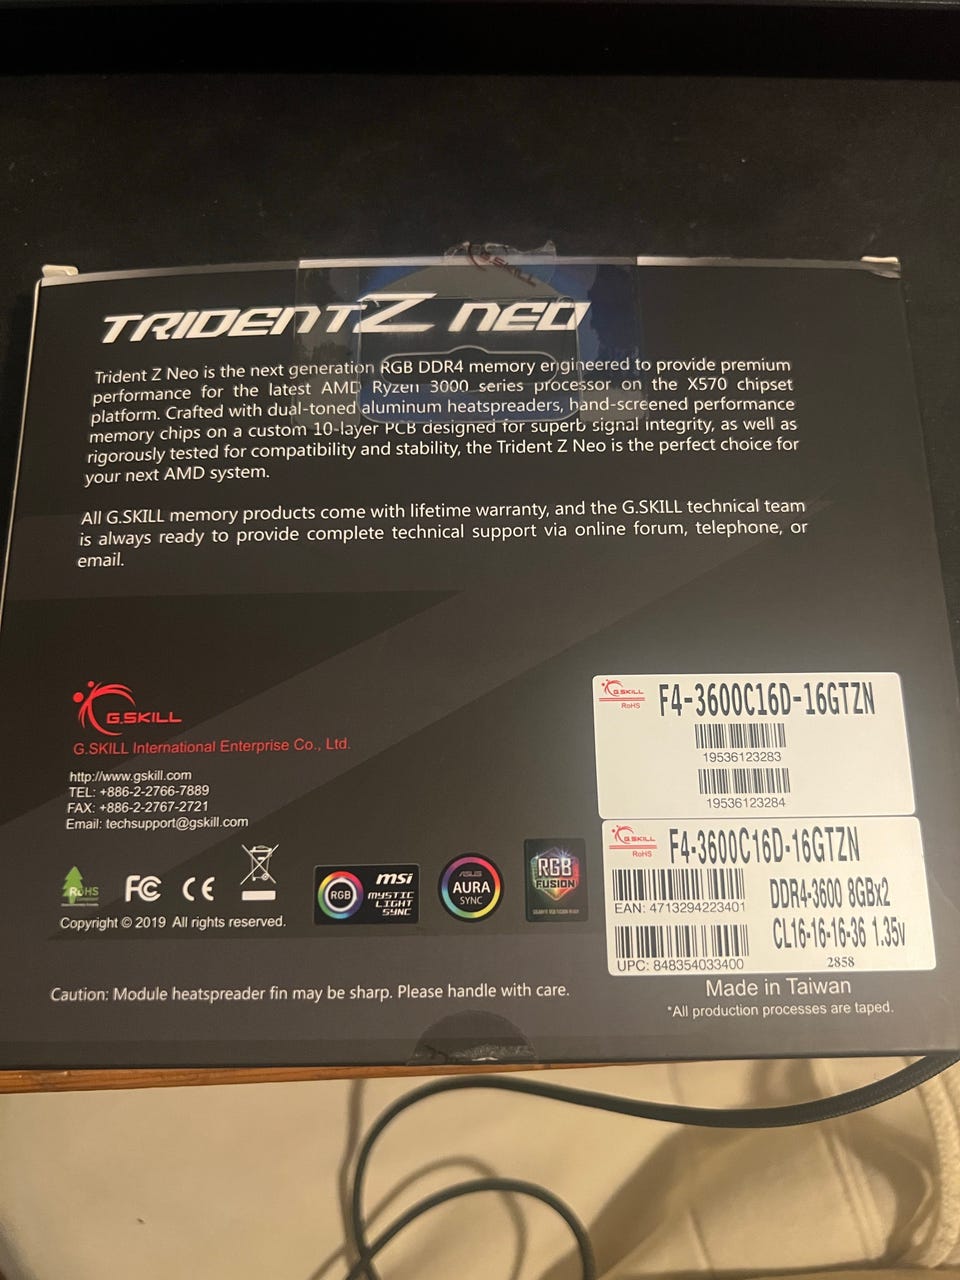 G.SKILL
TRIDENTZ NEO
Trident Z Neo is the next generation RGB DDR4 memory engineered to provide premium
performance for the latest AMD Ryzen 3000 series processor on the X570 chipset
platform. Crafted with dual-toned aluminum heatspreaders, hand-screened performance
memory chips on a custom 10-layer PCB designed for superb signal integrity, as well as
rigorously tested for compatibility and stability, the Trident Z Neo is the perfect choice for
your next AMD system.
All G.SKILL memory products come with lifetime warranty, and the G.SKILL technical team
is always ready to provide complete technical support via online forum, telephone, or
email.
G.SKILL
G.SKILL International Enterprise Co., Ltd.
http://www.gskill.com
TEL: +886-2-2766-7889
FAX: +886-2-2767-2721
Email: techsupport@gskill.com
RoHS
FC CE
RGB msi
MYSTIC
LIGHT
SYNC
ASUS
AURA
SYNC
RGB
FUSION
Copyright © 2019 All rights reserved.
Caution: Module heatspreader fin may be sharp. Please handle with care.
G.SKILL
RoHS
F4-3600C16D-16GTZN
19536123283
19536123284
G.SKILL
RoHS
F4-3600C16D-16GTZN
EAN: 4713294223401
DDR4-3600 8GBx2
CL16-16-16-36 1.35v
UPC: 848354033400
2858
Made in Taiwan
*All production processes are taped.